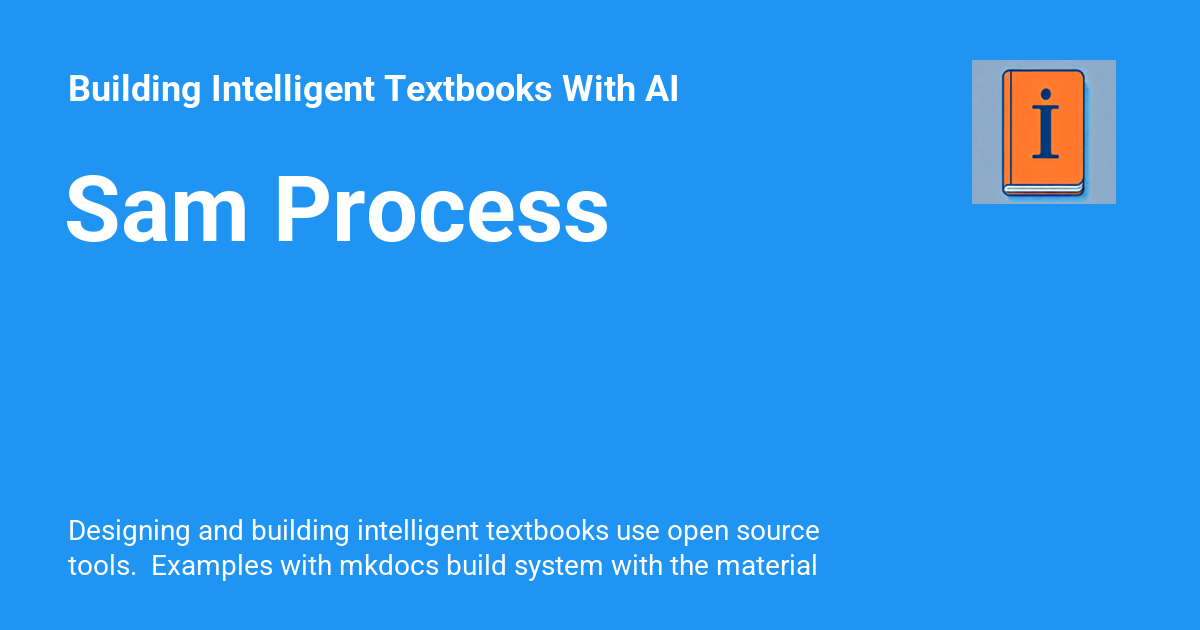 Building Intelligent Textbooks With AI
i
Sam Process
Designing and building intelligent textbooks use open source
tools.  Examples with mkdocs build system with the material